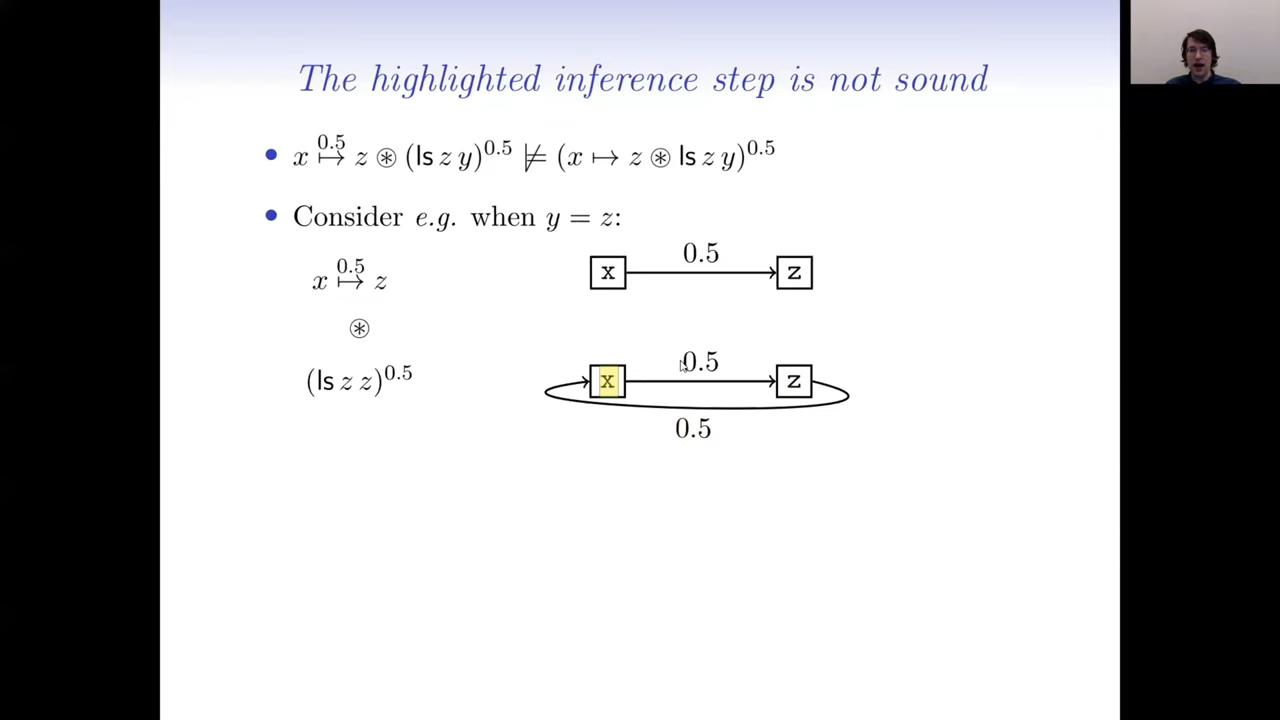 The highlighted inference step is not sound
• x ↦^{0.5} z ⊛ (ls z y)^{0.5} ⊭ (x ↦ z ⊛ ls z y)^{0.5}
• Consider e.g. when y = z:
x ↦^{0.5} z
⊛
(ls z z)^{0.5}
0.5
x z
0.5
x z
0.5